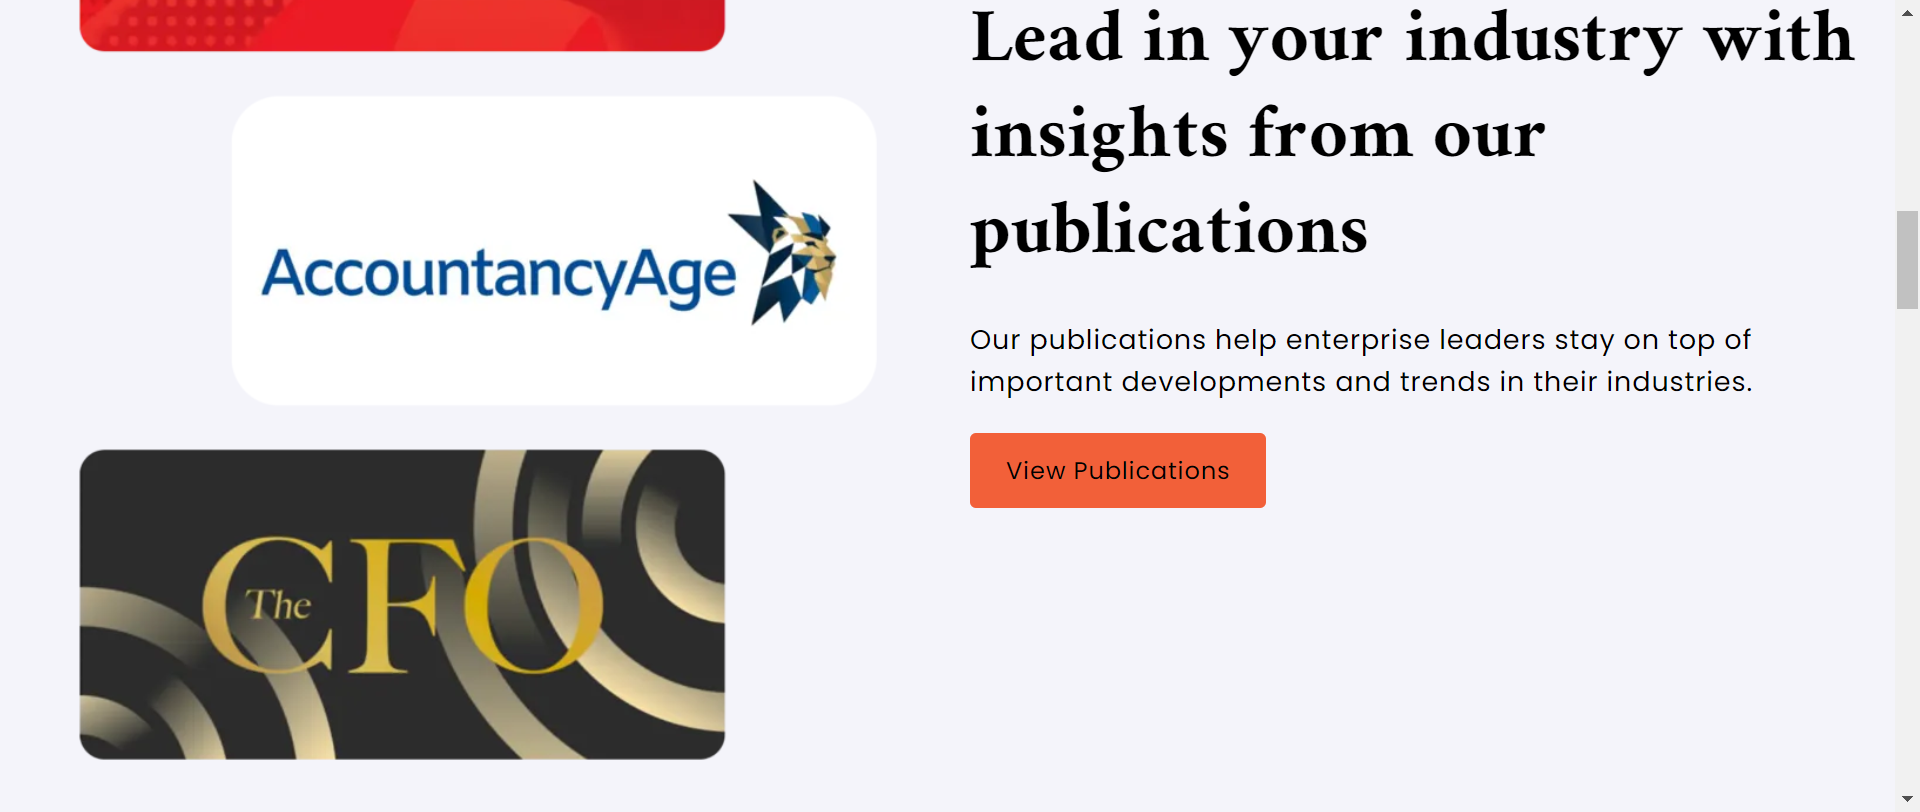 Lead in your industry with
insights from our
publications
Our publications help enterprise leaders stay on top of
important developments and trends in their industries.
View Publications
AccountancyAge
The CFO